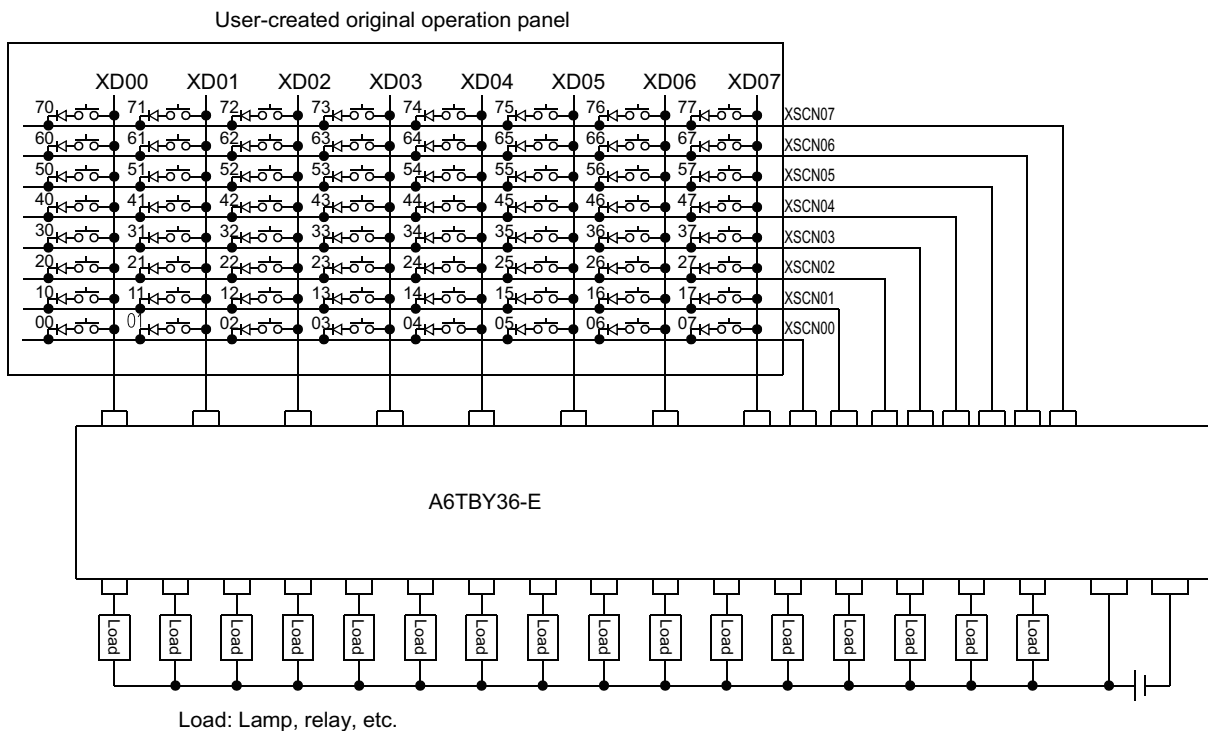 User-created original operation panel
XD00 XD01 XD02 XD03 XD04 XD05 XD06 XD07
70 71 72 73 74 75 76 77 XSCN07
60 61 62 63 64 65 66 67 XSCN06
50 51 52 53 54 55 56 57 XSCN05
40 41 42 43 44 45 46 47 XSCN04
30 31 32 33 34 35 36 37 XSCN03
20 21 22 23 24 25 26 27 XSCN02
10 11 12 13 14 15 16 17 XSCN01
00 01 02 03 04 05 06 07 XSCN00
A6TBY36-E
Load Load Load Load Load Load Load Load Load Load Load Load Load Load Load Load
Load: Lamp, relay, etc.